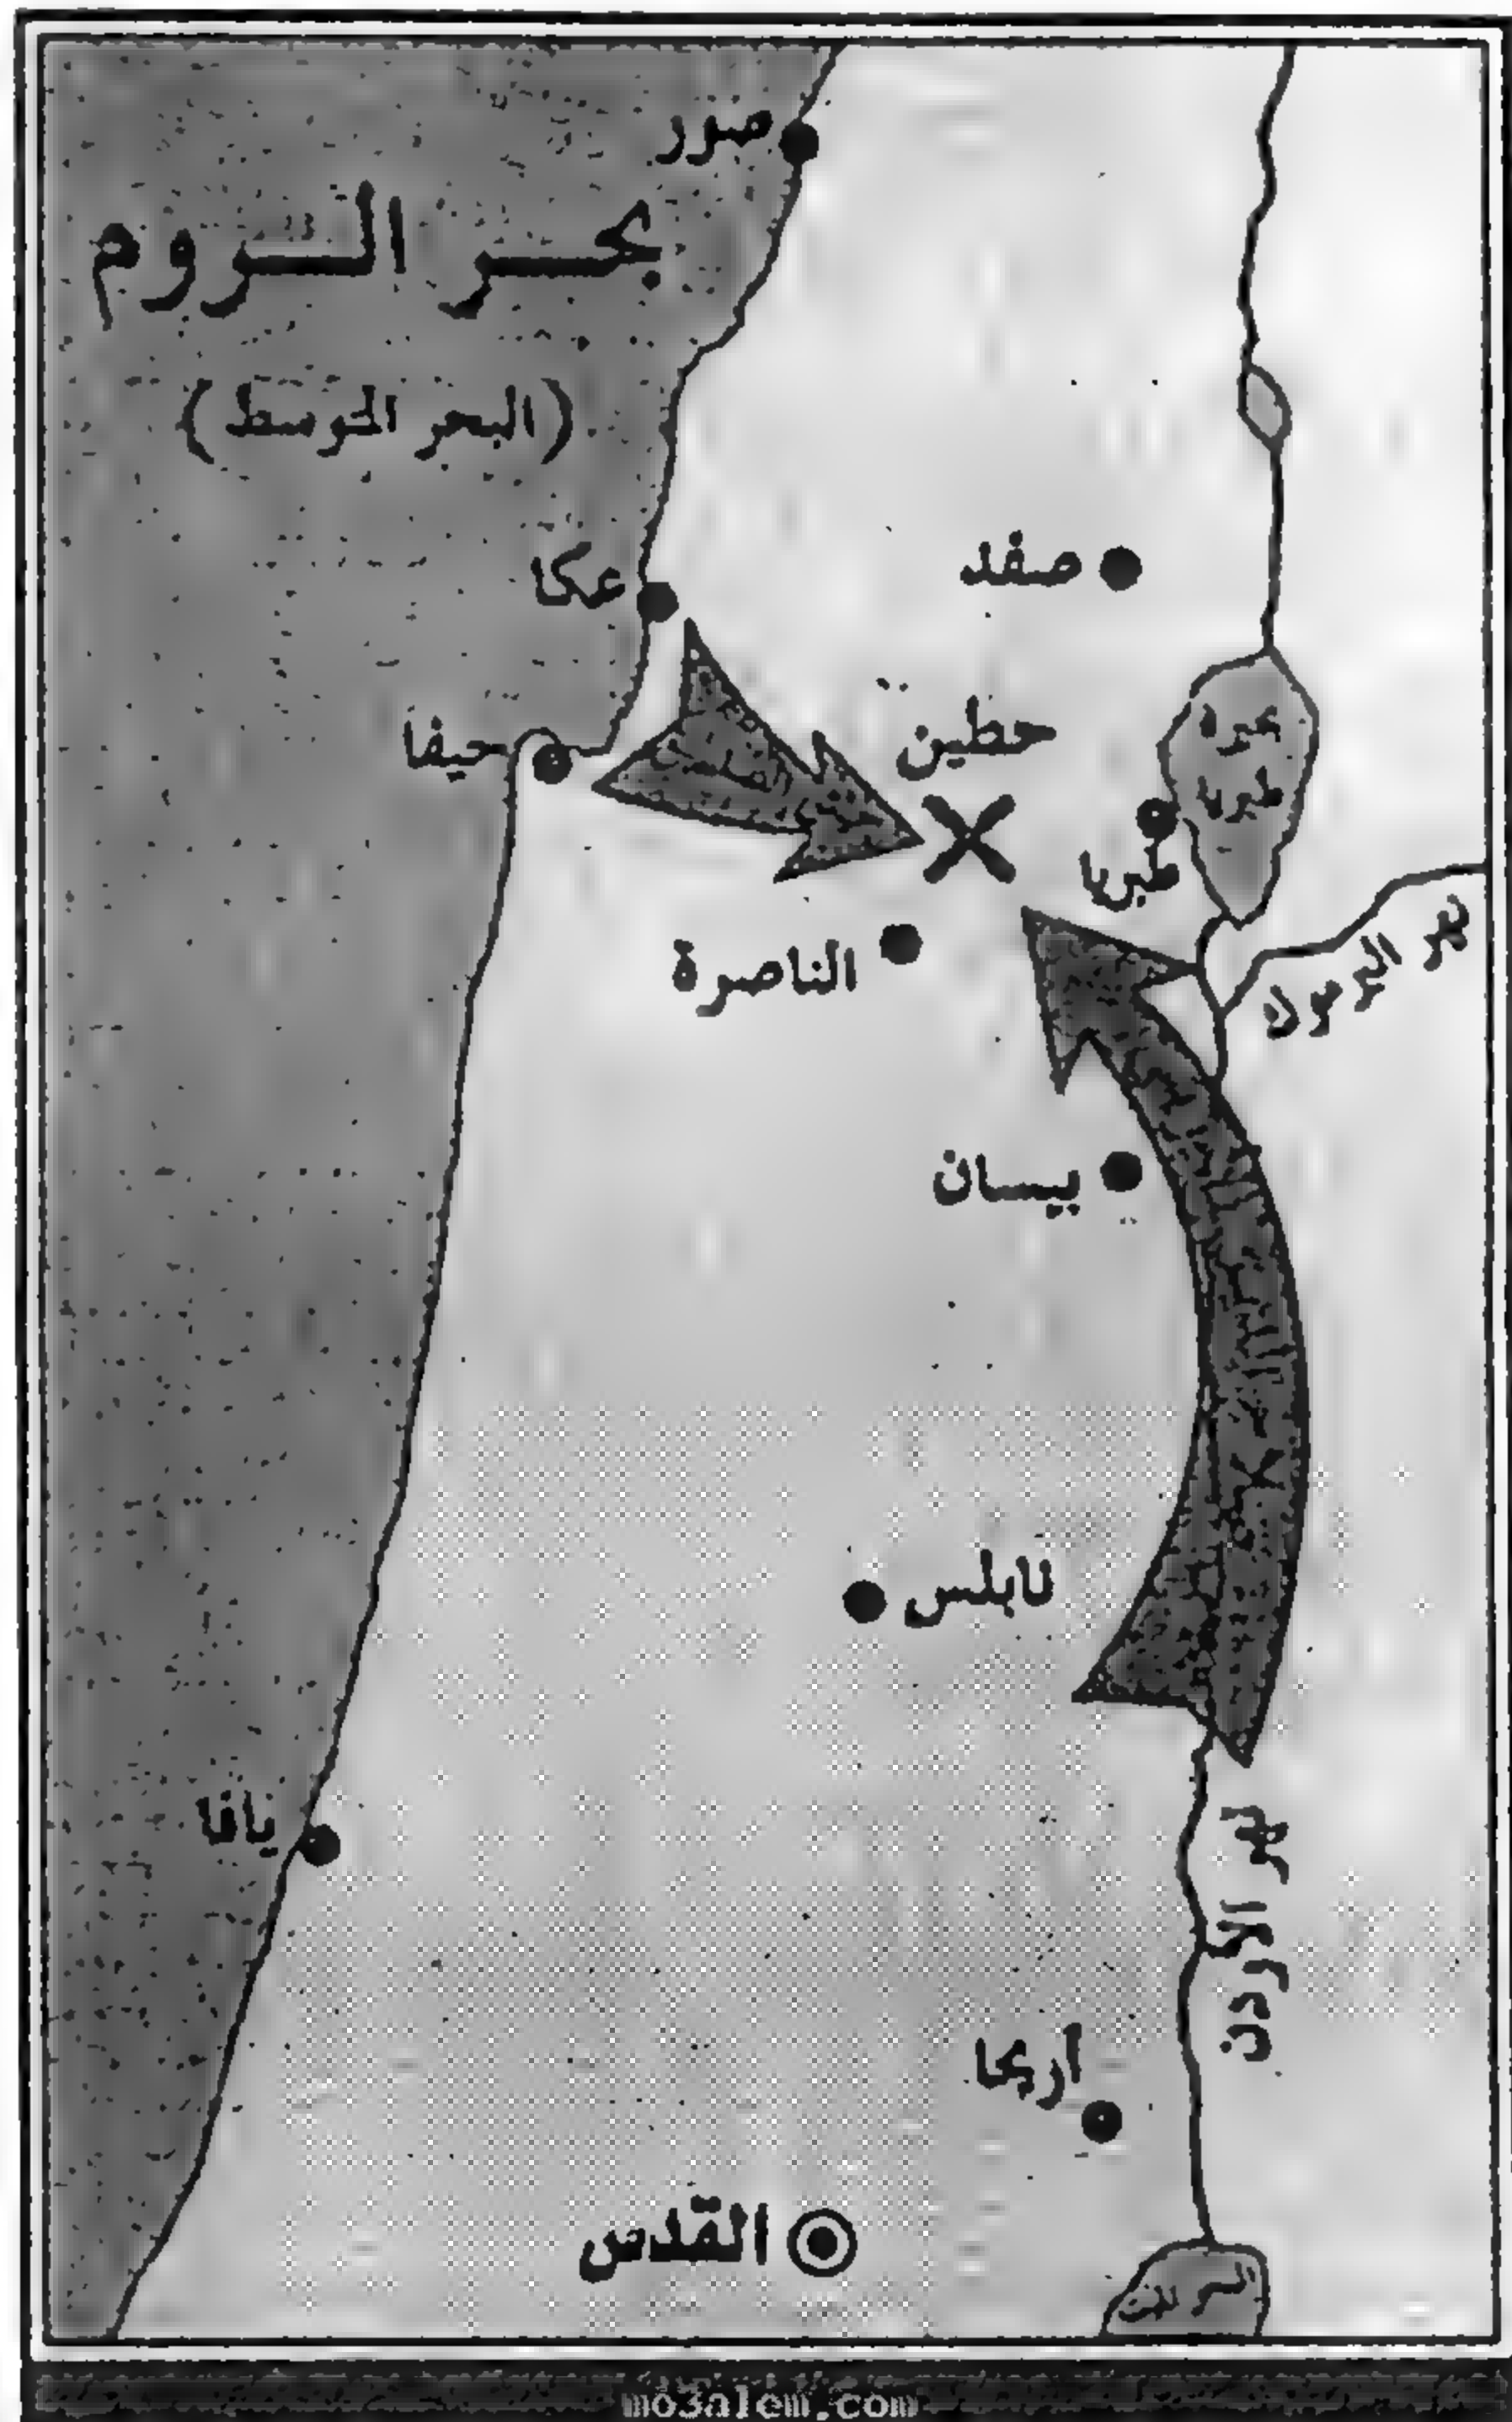 صور
بحر الروم
(البحر المتوسط)
صفد
عكا
حطين
حيفا
بحيرة
طبريا
طبريا
الناصرة
نهر اليرموك
بيسان
نابلس
يافا
نهر الأردن
أريحا
القدس
البحر الميت
mo3alem.com